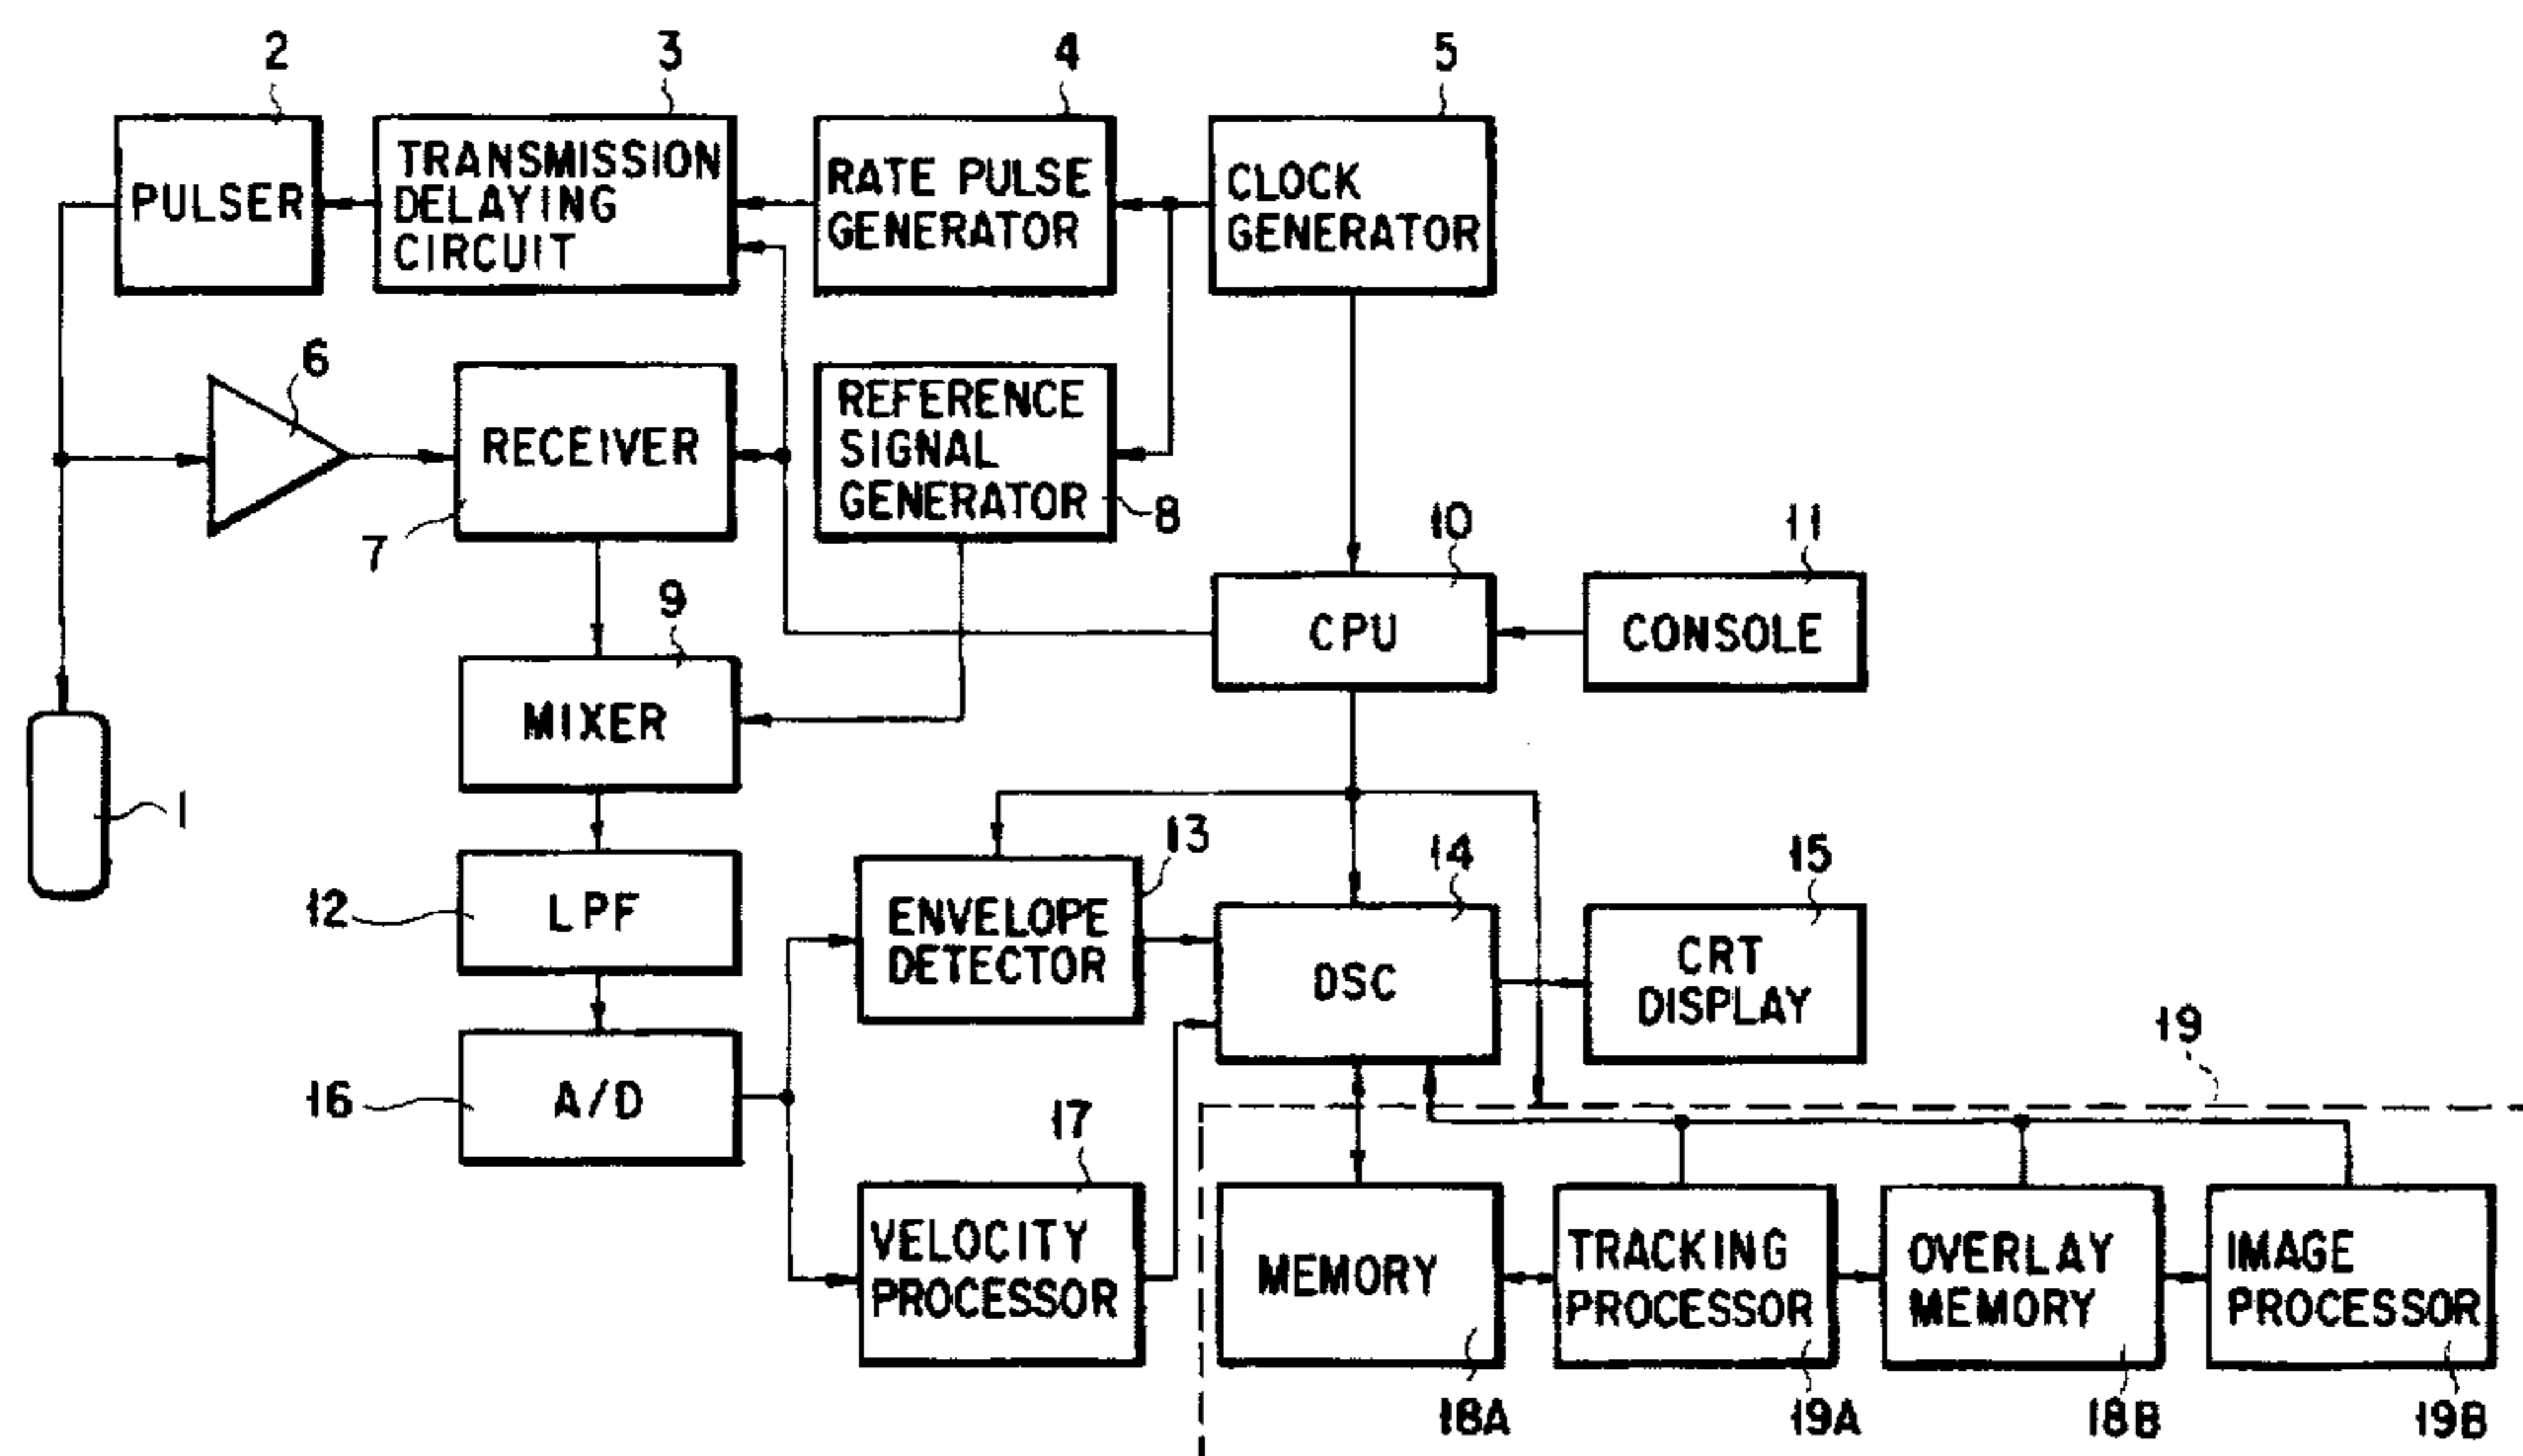 2
3
4
5
PULSER
TRANSMISSION
DELAYING
CIRCUIT
RATE PULSE
GENERATOR
CLOCK
GENERATOR
6
RECEIVER
7
REFERENCE
SIGNAL
GENERATOR
8
10
11
CPU
CONSOLE
9
MIXER
1
12
LPF
13
ENVELOPE
DETECTOR
14
DSC
15
CRT
DISPLAY
16
A/D
17
VELOCITY
PROCESSOR
19
MEMORY
TRACKING
PROCESSOR
OVERLAY
MEMORY
IMAGE
PROCESSOR
18A
19A
18B
19B